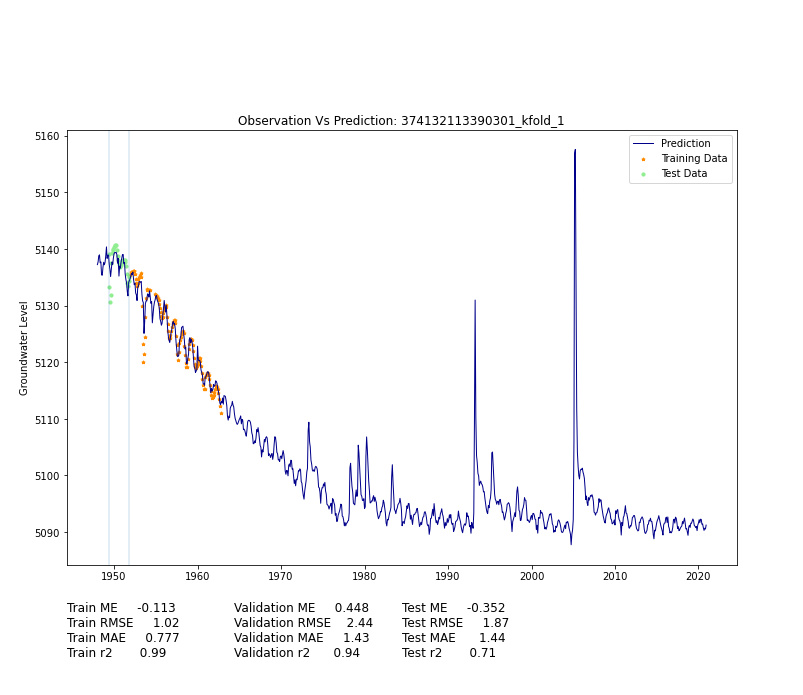 Observation Vs Prediction: 374132113390301_kfold_1
5160
5150
5140
5130
5120
5110
5100
5090
Groundwater Level
Prediction
Training Data
Test Data
1950 1960 1970 1980 1990 2000 2010 2020
Train ME -0.113 Validation ME 0.448 Test ME -0.352
Train RMSE 1.02 Validation RMSE 2.44 Test RMSE 1.87
Train MAE 0.777 Validation MAE 1.43 Test MAE 1.44
Train r2 0.99 Validation r2 0.94 Test r2 0.71